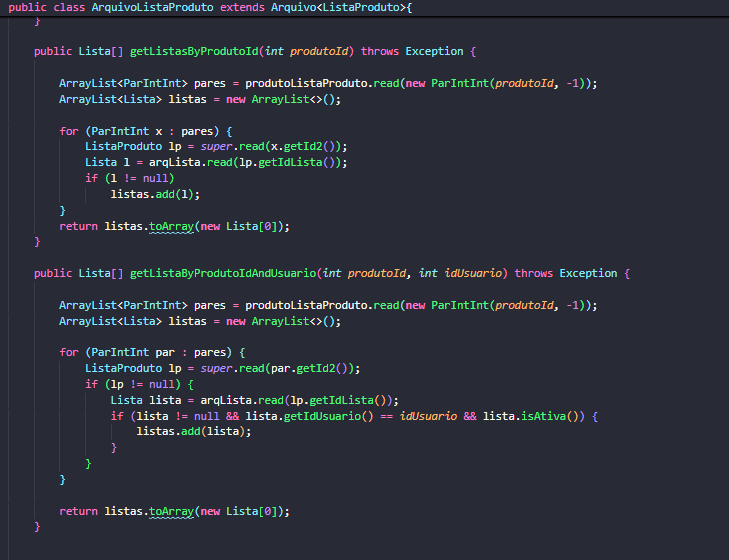 public class ArquivoListaProduto extends Arquivo<ListaProduto>{
}
public Lista[] getListasByProdutoId(int produtoId) throws Exception {
ArrayList<ParIntInt> pares = produtoListaProduto.read(new ParIntInt(produtoId, -1));
ArrayList<Lista> listas = new ArrayList<>();
for (ParIntInt x : pares) {
ListaProduto lp = super.read(x.getId2());
Lista l = arqLista.read(lp.getIdLista());
if (l != null)
listas.add(l);
}
return listas.toArray(new Lista[0]);
}
public Lista[] getListaByProdutoIdAndUsuario(int produtoId, int idUsuario) throws Exception {
ArrayList<ParIntInt> pares = produtoListaProduto.read(new ParIntInt(produtoId, -1));
ArrayList<Lista> listas = new ArrayList<>();
for (ParIntInt par : pares) {
ListaProduto lp = super.read(par.getId2());
if (lp != null) {
Lista lista = arqLista.read(lp.getIdLista());
if (lista != null && lista.getIdUsuario() == idUsuario && lista.isAtiva()) {
listas.add(lista);
}
}
}
return listas.toArray(new Lista[0]);
}